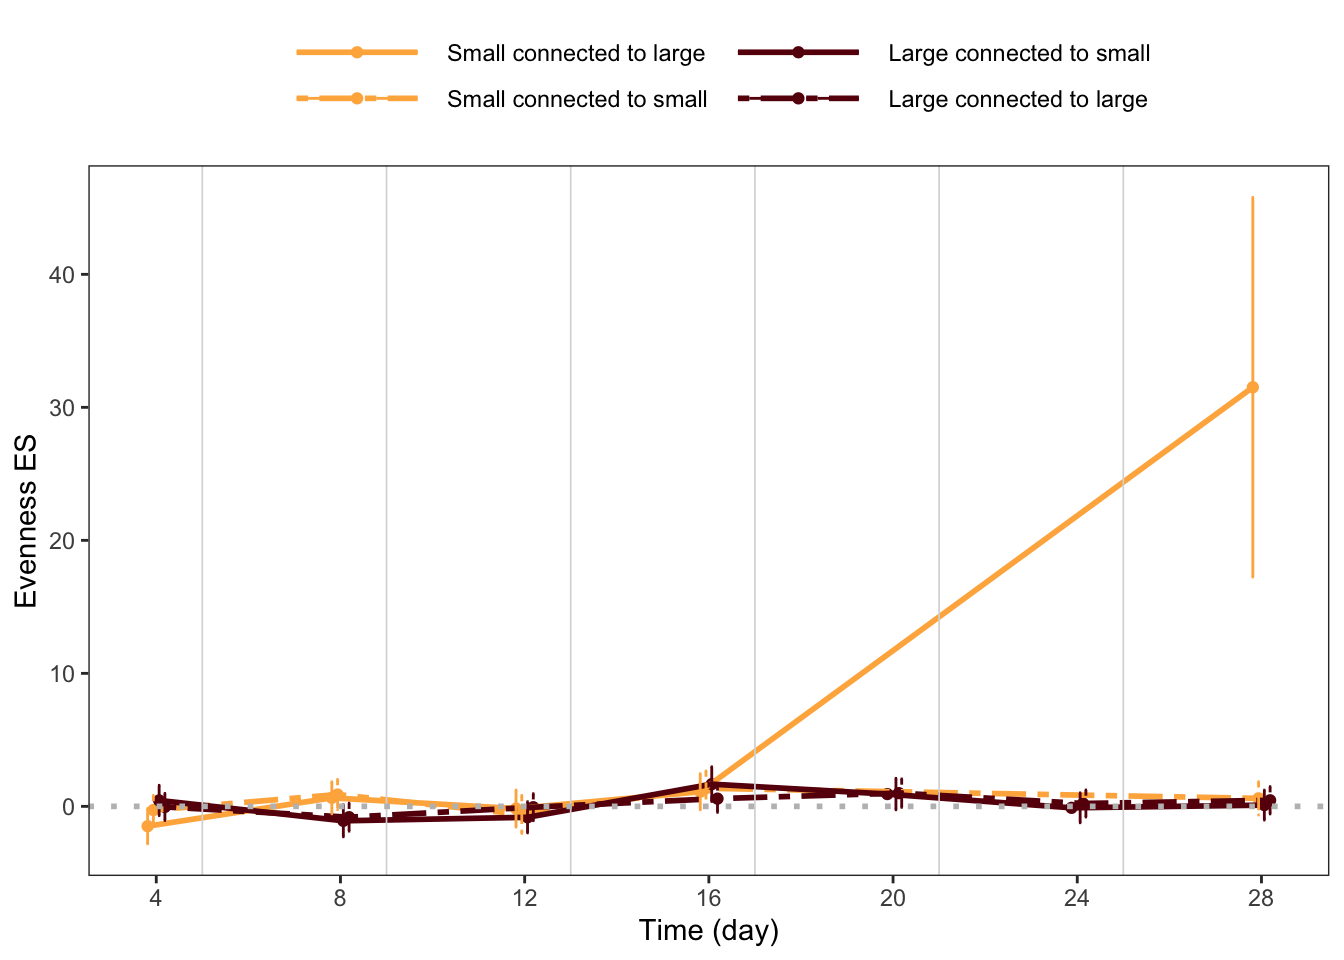 Small connected to large
Large connected to small
Small connected to small
Large connected to large
Evenness ES
40
30
20
10
0
4 8 12 16 20 24 28
Time (day)